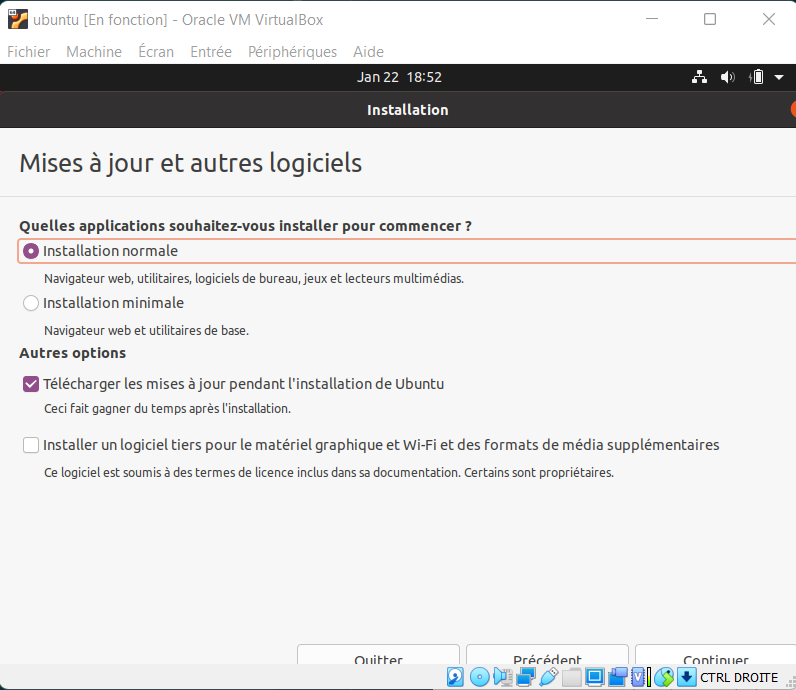 ubuntu [En fonction] - Oracle VM VirtualBox
Fichier Machine Écran Entrée Périphériques Aide
Jan 22 18:52
Installation
Mises à jour et autres logiciels
Quelles applications souhaitez-vous installer pour commencer ?
Installation normale
Navigateur web, utilitaires, logiciels de bureau, jeux et lecteurs multimédias.
Installation minimale
Navigateur web et utilitaires de base.
Autres options
Télécharger les mises à jour pendant l'installation de Ubuntu
Ceci fait gagner du temps après l'installation.
Installer un logiciel tiers pour le matériel graphique et Wi-Fi et des formats de média supplémentaires
Ce logiciel est soumis à des termes de licence inclus dans sa documentation. Certains sont propriétaires.
Quitter Précédent Continuer
CTRL DROITE